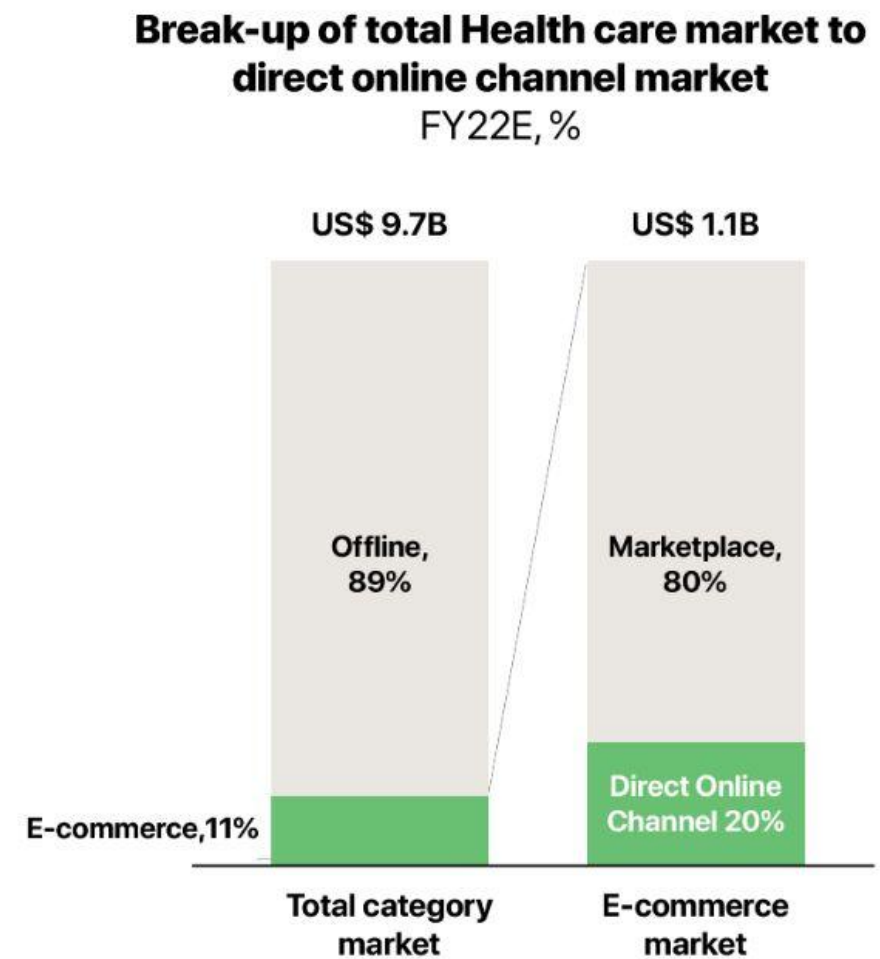 Break-up of total Health care market to
direct online channel market
FY22E, %
US$ 9.7B
US$ 1.1B
Offline,
89%
Marketplace,
80%
E-commerce,11%
Direct Online
Channel 20%
Total category
market
E-commerce
market